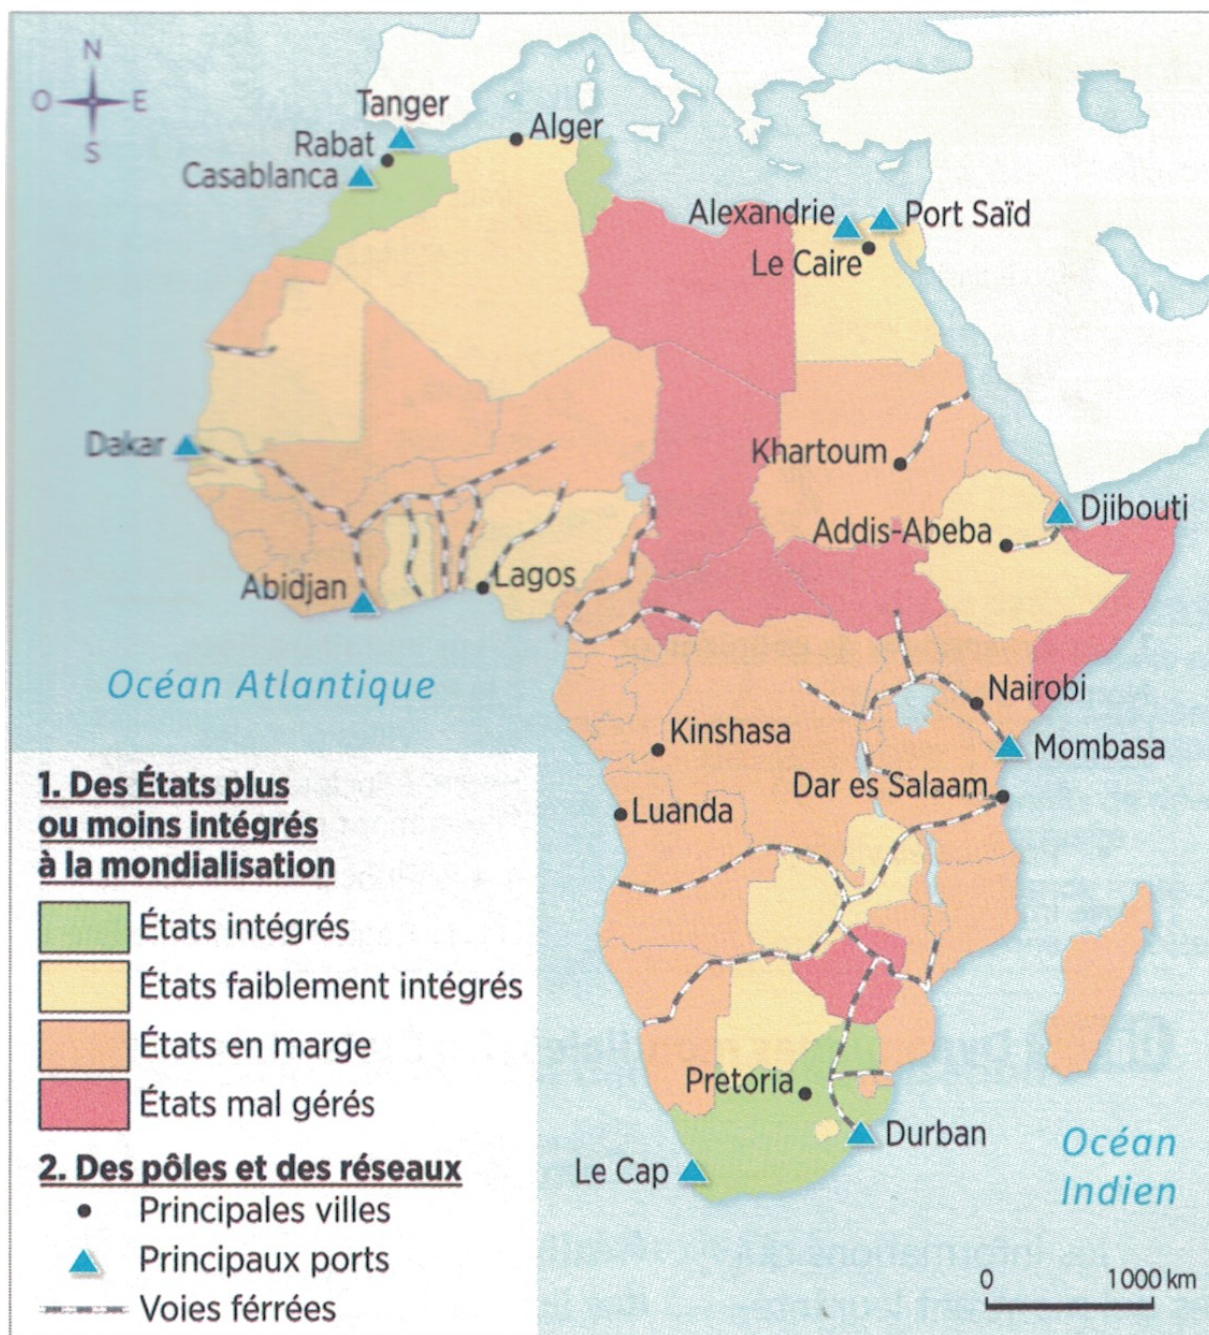 N
O
E
S
Tanger
Rabat
Casablanca
Alger
Alexandrie
Port Saïd
Le Caire
Dakar
Khartoum
Djibouti
Addis-Abeba
Abidjan
Lagos
Océan Atlantique
Nairobi
Kinshasa
Mombasa
Dar es Salaam
Luanda
Pretoria
Durban
Le Cap
Océan
Indien
1. Des États plus
ou moins intégrés
à la mondialisation
États intégrés
États faiblement intégrés
États en marge
États mal gérés
2. Des pôles et des réseaux
Principales villes
Principaux ports
Voies férrées
0 1000 km